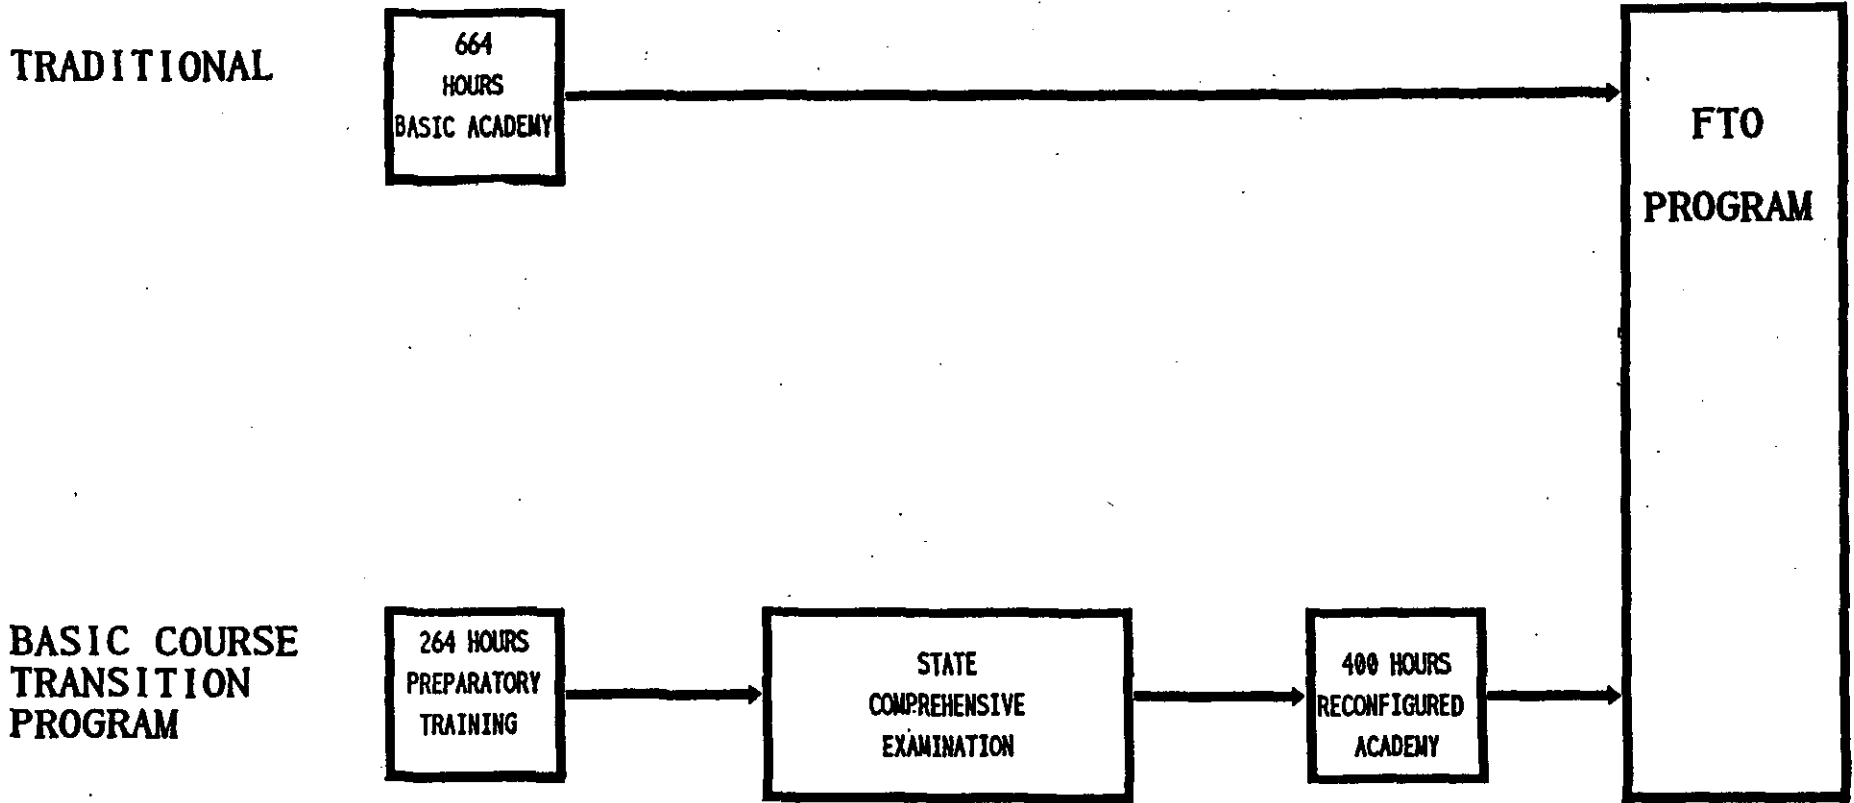 TRADITIONAL
664
HOURS
BASIC ACADEMY
FTO
PROGRAM
BASIC COURSE
TRANSITION
PROGRAM
264 HOURS
PREPARATORY
TRAINING
STATE
COMPREHENSIVE
EXAMINATION
400 HOURS
RECONFIGURED
ACADEMY